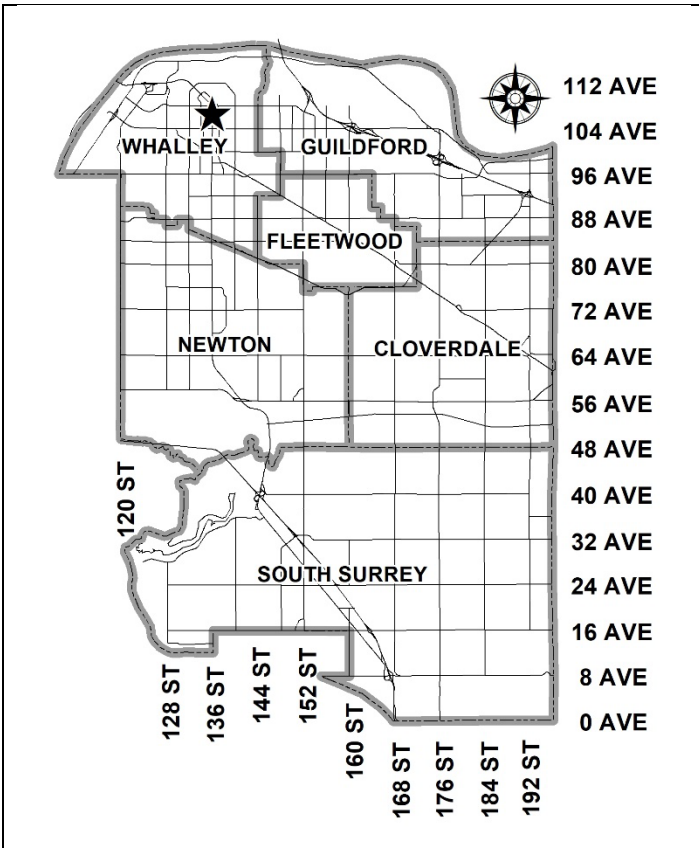 112 AVE
104 AVE
WHALLEY
GUILDFORD
96 AVE
88 AVE
FLEETWOOD
80 AVE
72 AVE
NEWTON
CLOVERDALE
64 AVE
56 AVE
48 AVE
120 ST
40 AVE
32 AVE
SOUTH SURREY
24 AVE
16 AVE
8 AVE
0 AVE
128 ST
136 ST
144 ST
152 ST
160 ST
168 ST
176 ST
184 ST
192 ST